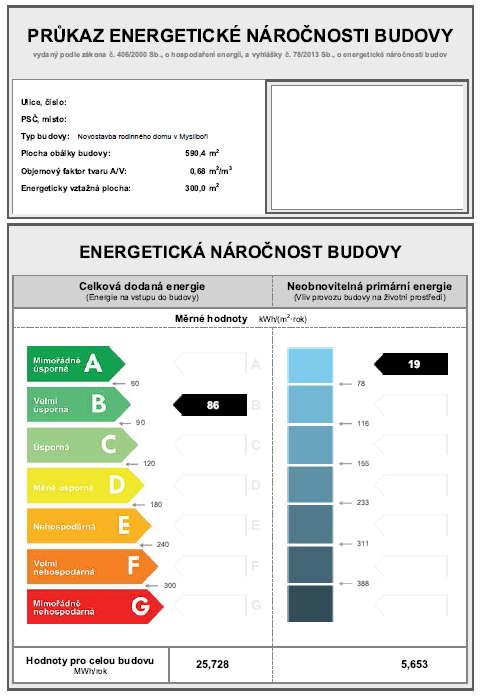 PRŮKAZ ENERGETICKÉ NÁROČNOSTI BUDOVY
vydaný podle zákona č. 406/2000 Sb., o hospodaření energií, a vyhlášky č. 78/2013 Sb., o energetické náročnosti budov
Ulice, číslo:
PSČ, místo:
Typ budovy: Novostavba rodinného domu v Mysliboři
Plocha obálky budovy: 590,4 m²
Objemový faktor tvaru A/V: 0,68 m²/m³
Energeticky vztažná plocha: 300,0 m²
ENERGETICKÁ NÁROČNOST BUDOVY
Celková dodaná energie Neobnovitelná primární energie
(Energie na vstupu do budovy) (Vliv provozu budovy na životní prostředí)
Měrné hodnoty kWh/(m²·rok)
Mimořádně úsporná A A 19
60 78
Velmi úsporná B 86 B
90 116
Úsporná C C
120 155
Méně úsporná D D
180 233
Nehospodárná E E
240 311
Velmi nehospodárná F F
300 388
Mimořádně nehospodárná G G
Hodnoty pro celou budovu 25,728 5,653
MWh/rok